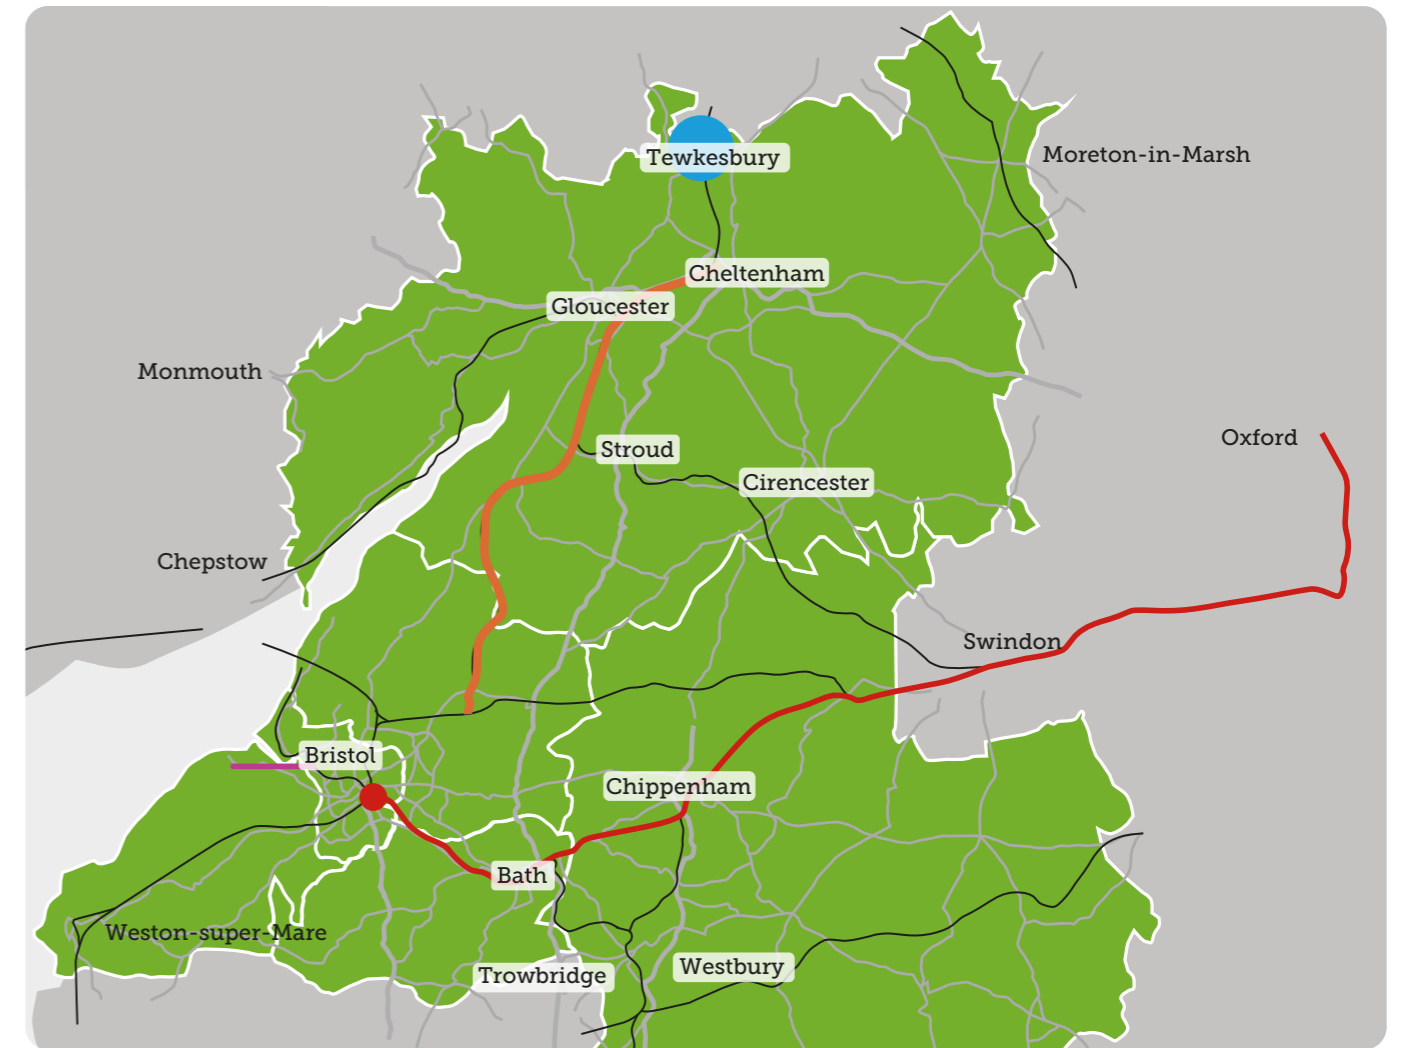 Tewkesbury
Moreton-in-Marsh
Cheltenham
Gloucester
Monmouth
Oxford
Stroud
Cirencester
Chepstow
Swindon
Bristol
Chippenham
Bath
Weston-super-Mare
Westbury
Trowbridge